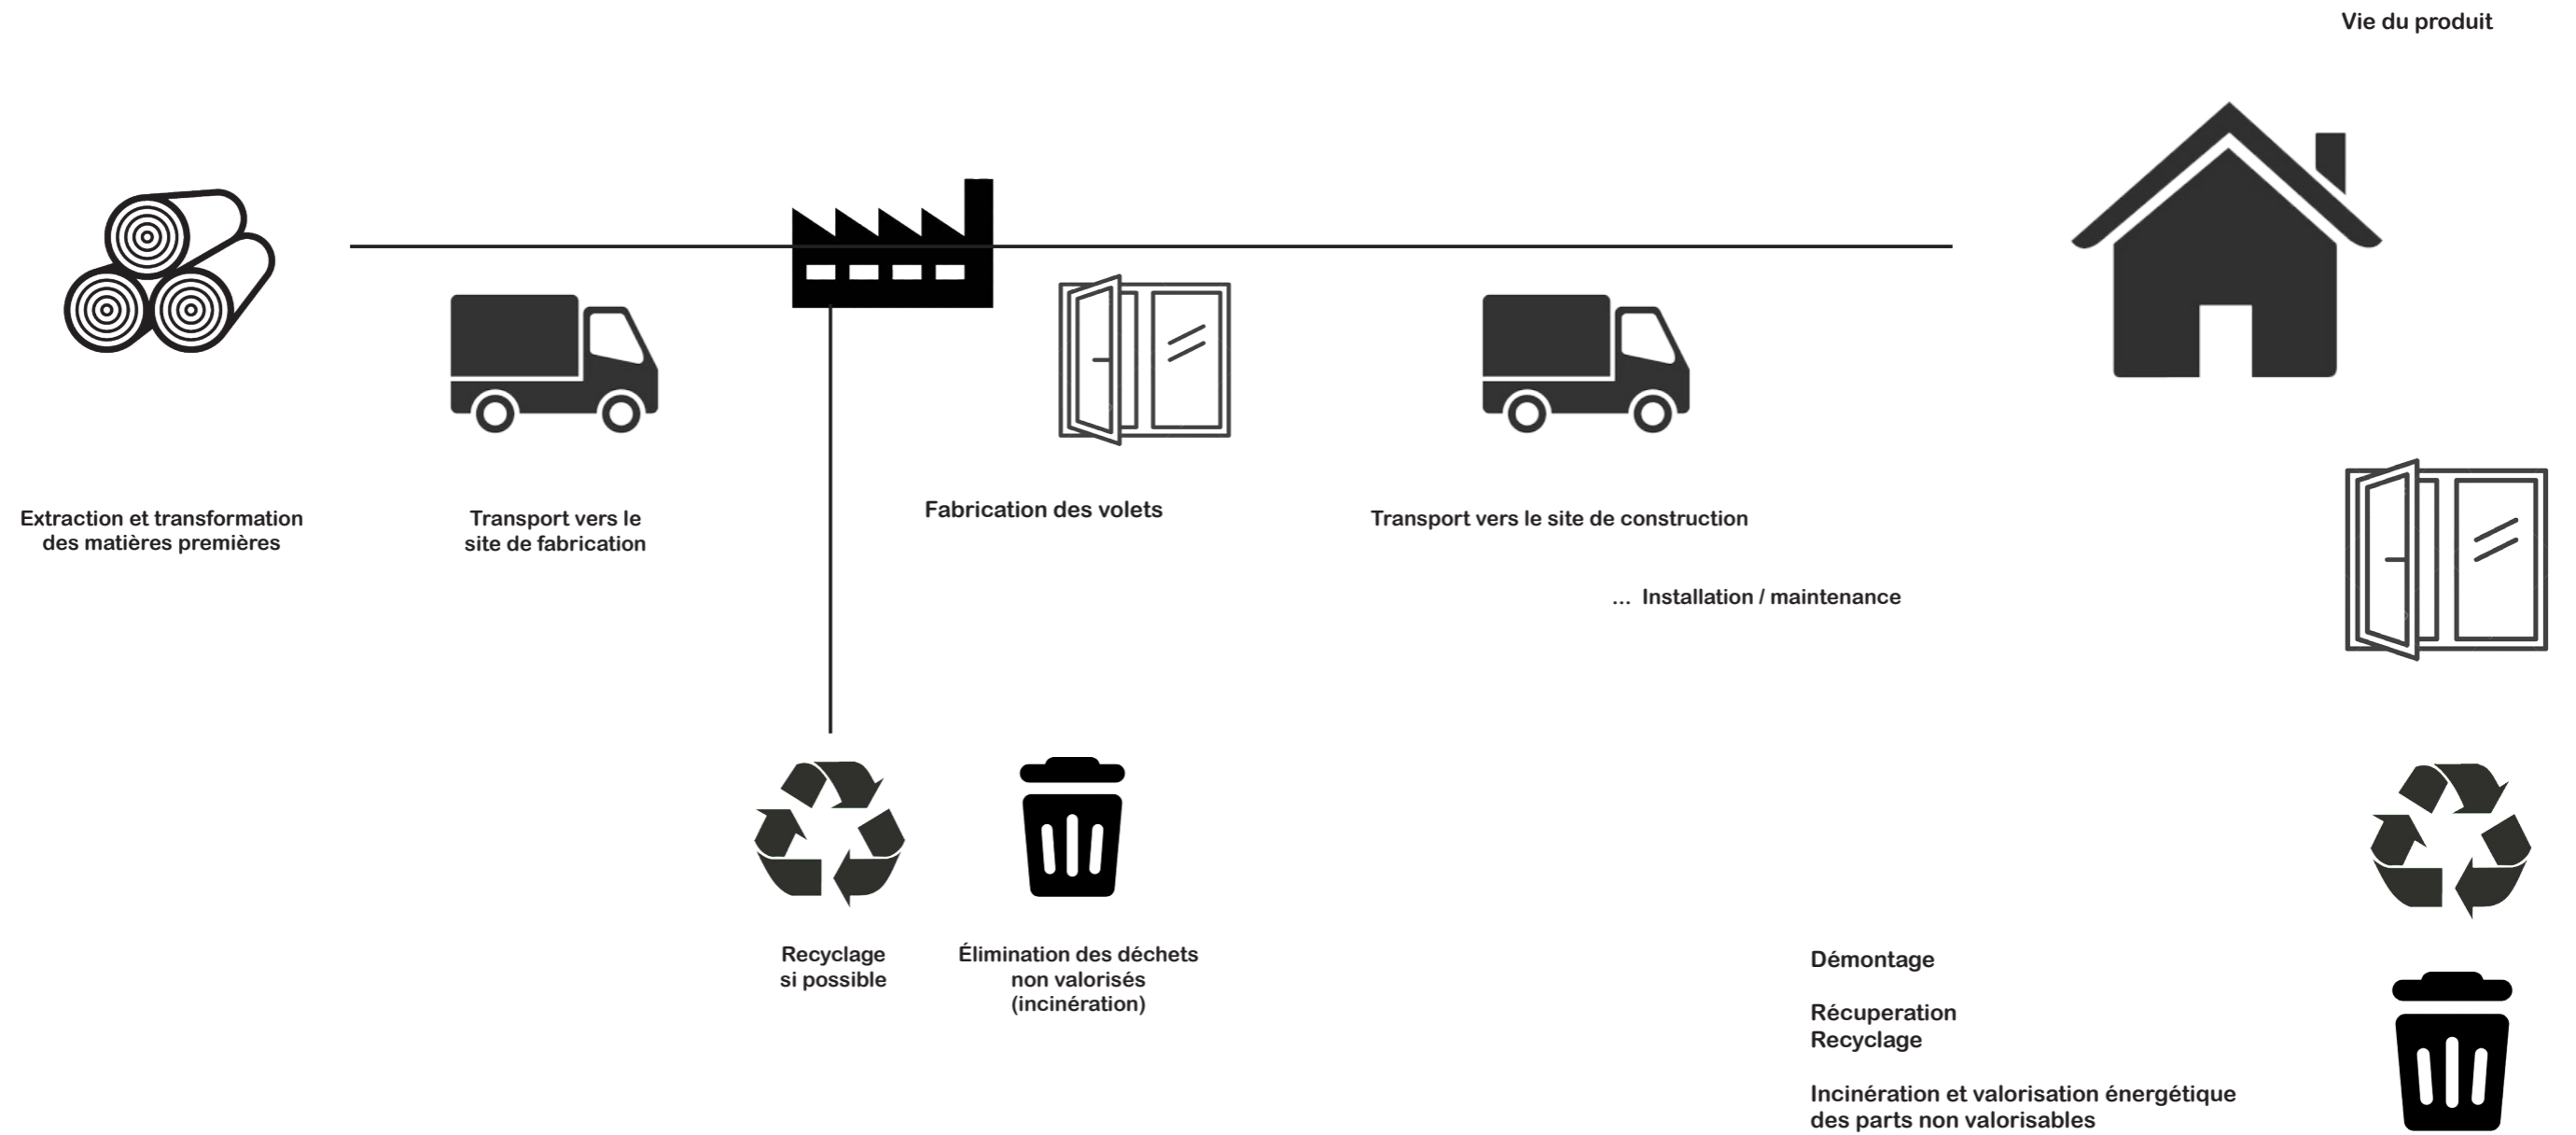 Vie du produit
Extraction et transformation
des matières premières
Transport vers le
site de fabrication
Fabrication des volets
Transport vers le site de construction
... Installation / maintenance
Recyclage
si possible
Élimination des déchets
non valorisés
(incinération)
Démontage
Récuperation
Recyclage
Incinération et valorisation énergétique
des parts non valorisables